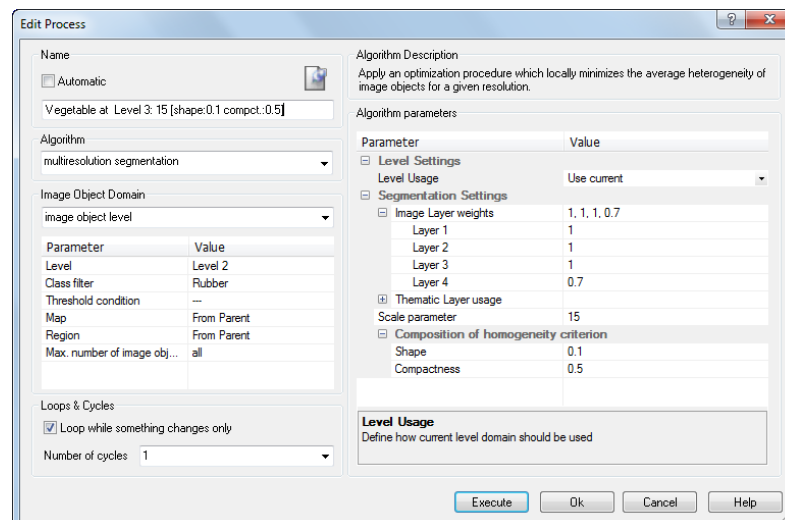 Edit Process
Name
Automatic
Vegetable at Level 3: 15 [shape:0.1 compct.:0.5]
Algorithm
multiresolution segmentation
Image Object Domain
image object level
Parameter Value
Level Level 2
Class filter Rubber
Threshold condition ---
Map From Parent
Region From Parent
Max. number of image obj... all
Loops & Cycles
Loop while something changes only
Number of cycles 1
Algorithm Description
Apply an optimization procedure which locally minimizes the average heterogeneity of
image objects for a given resolution.
Algorithm parameters
Parameter Value
Level Settings
Level Usage Use current
Segmentation Settings
Image Layer weights 1, 1, 1, 0.7
Layer 1 1
Layer 2 1
Layer 3 1
Layer 4 0.7
Thematic Layer usage
Scale parameter 15
Composition of homogeneity criterion
Shape 0.1
Compactness 0.5
Level Usage
Define how current level domain should be used
Execute Ok Cancel Help